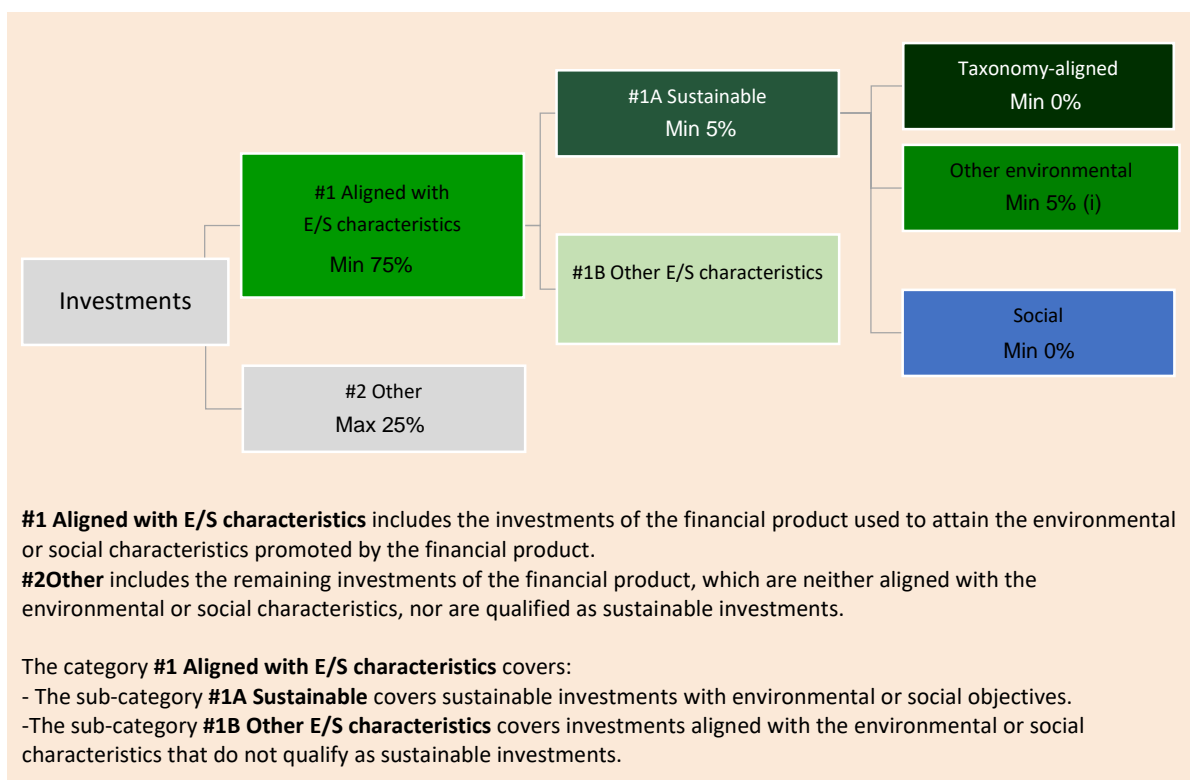 Investments
#1 Aligned with
E/S characteristics
Min 75%
#2 Other
Max 25%
#1A Sustainable
Min 5%
#1B Other E/S characteristics
Taxonomy-aligned
Min 0%
Other environmental
Min 5% (i)
Social
Min 0%
#1 Aligned with E/S characteristics includes the investments of the financial product used to attain the environmental
or social characteristics promoted by the financial product.
#2Other includes the remaining investments of the financial product, which are neither aligned with the
environmental or social characteristics, nor are qualified as sustainable investments.
The category #1 Aligned with E/S characteristics covers:
- The sub-category #1A Sustainable covers sustainable investments with environmental or social objectives.
-The sub-category #1B Other E/S characteristics covers investments aligned with the environmental or social
characteristics that do not qualify as sustainable investments.